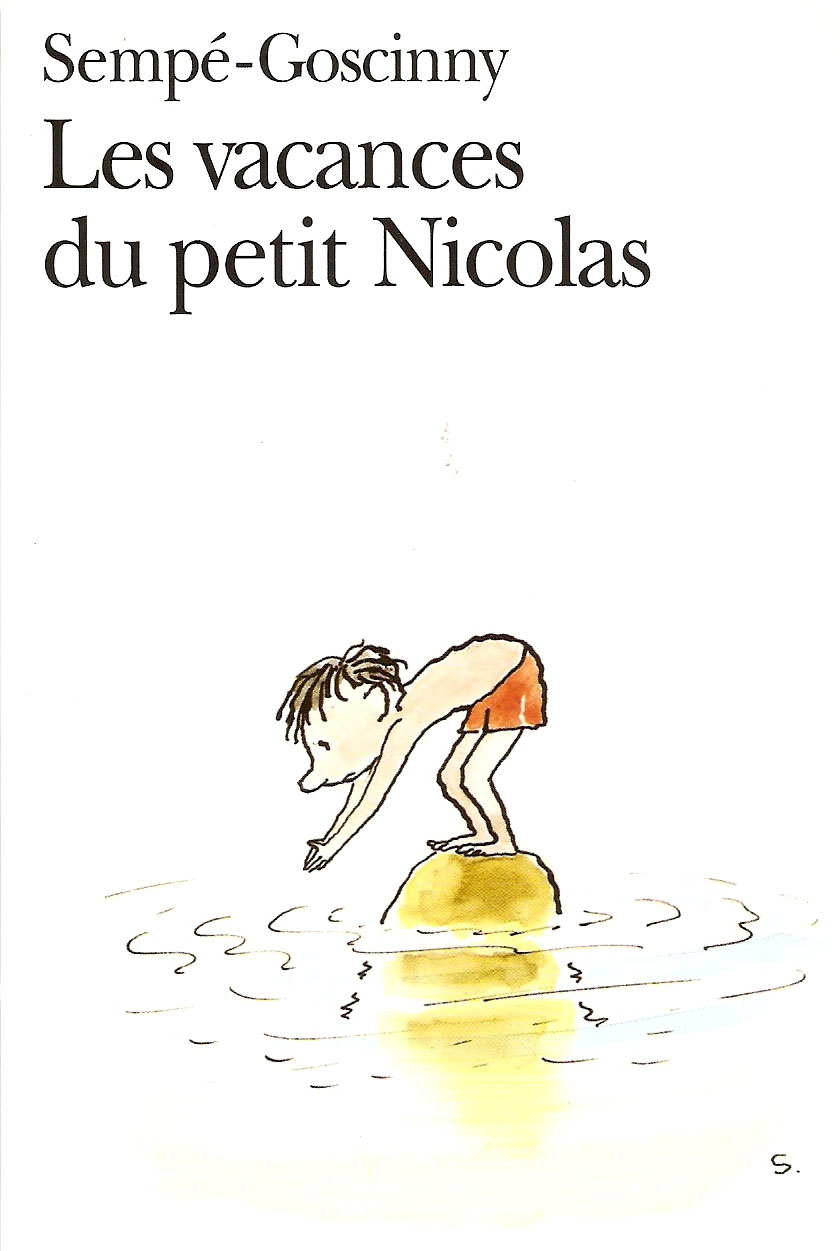 Sempé-Goscinny
Les vacances
du petit Nicolas
S.